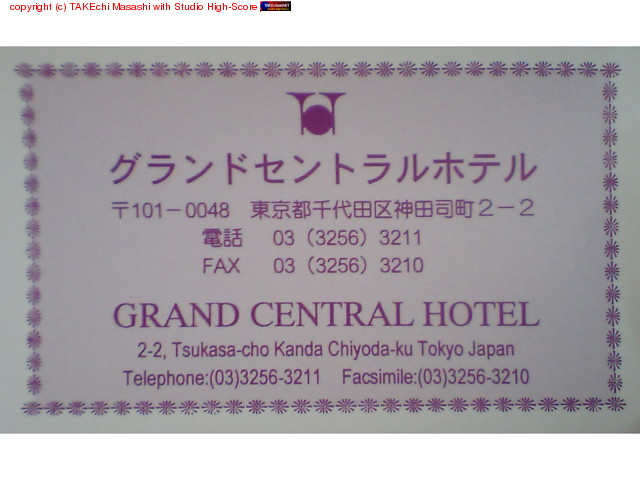 copyright (c) TAKEchi Masashi with Studio High-Score
グランドセントラルホテル
〒101－0048　東京都千代田区神田司町２－２
電話　03（3256）3211
FAX　03（3256）3210
GRAND CENTRAL HOTEL
2-2, Tsukasa-cho Kanda Chiyoda-ku Tokyo Japan
Telephone:(03)3256-3211　Facsimile:(03)3256-3210